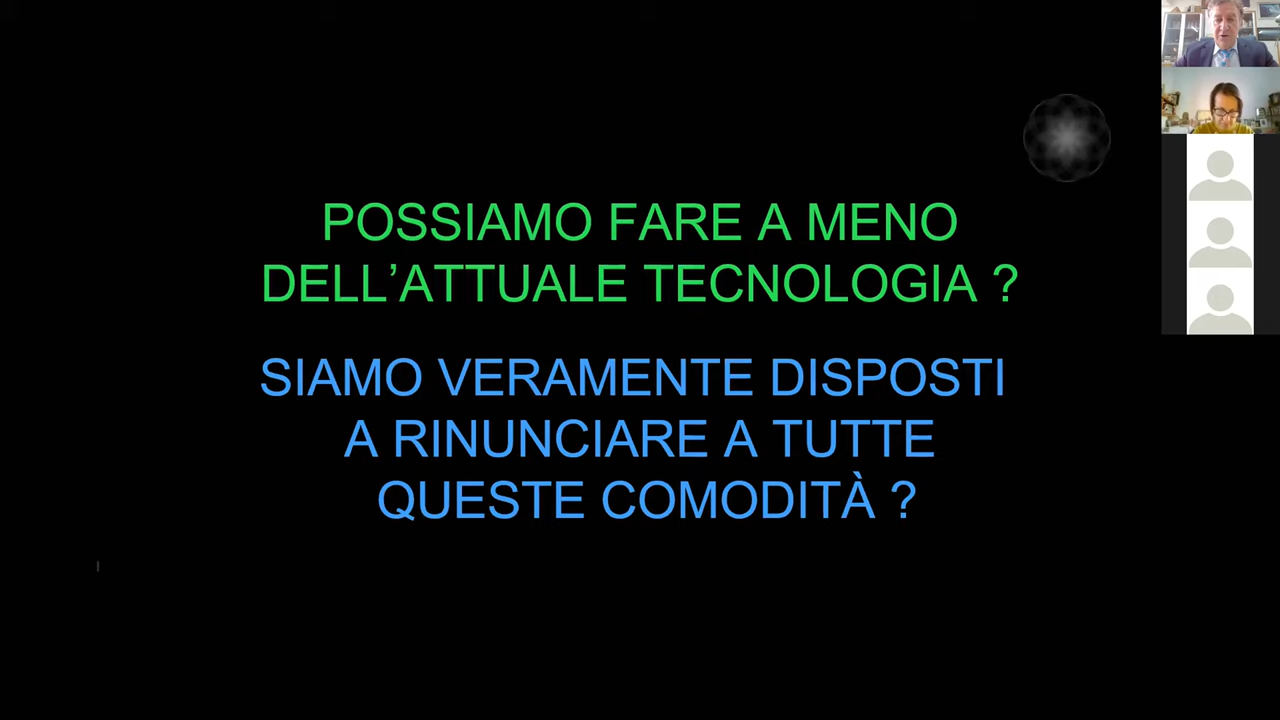 POSSIAMO FARE A MENO
DELL’ATTUALE TECNOLOGIA ?
SIAMO VERAMENTE DISPOSTI
A RINUNCIARE A TUTTE
QUESTE COMODITÀ ?